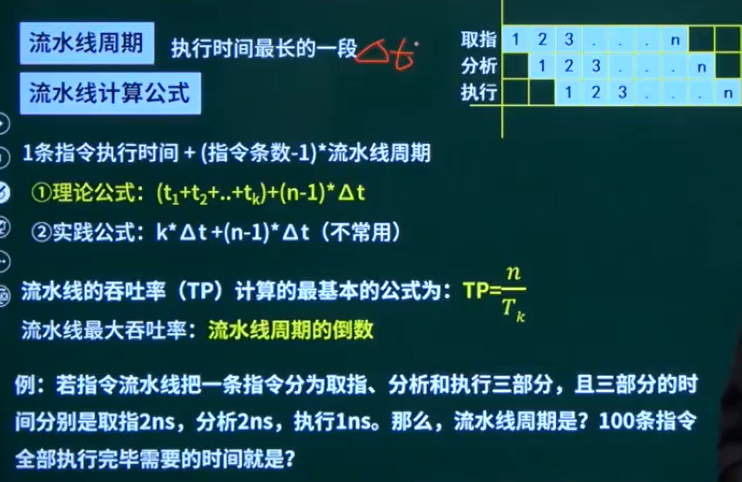 流水线周期 执行时间最长的一段 Δt
取指 1 2 3 . . . n
分析 1 2 3 . . . n
执行 1 2 3 . . . n
流水线计算公式
1条指令执行时间 + (指令条数-1)*流水线周期
①理论公式：(t₁+t₂+..+tₖ)+(n-1)*Δt
②实践公式：k*Δt +(n-1)*Δt（不常用）
流水线的吞吐率（TP）计算的最基本的公式为：TP=n/Tₖ
流水线最大吞吐率：流水线周期的倒数
例：若指令流水线把一条指令分为取指、分析和执行三部分，且三部分的时
间分别是取指2ns，分析2ns，执行1ns。那么，流水线周期是？100条指令
全部执行完毕需要的时间就是？